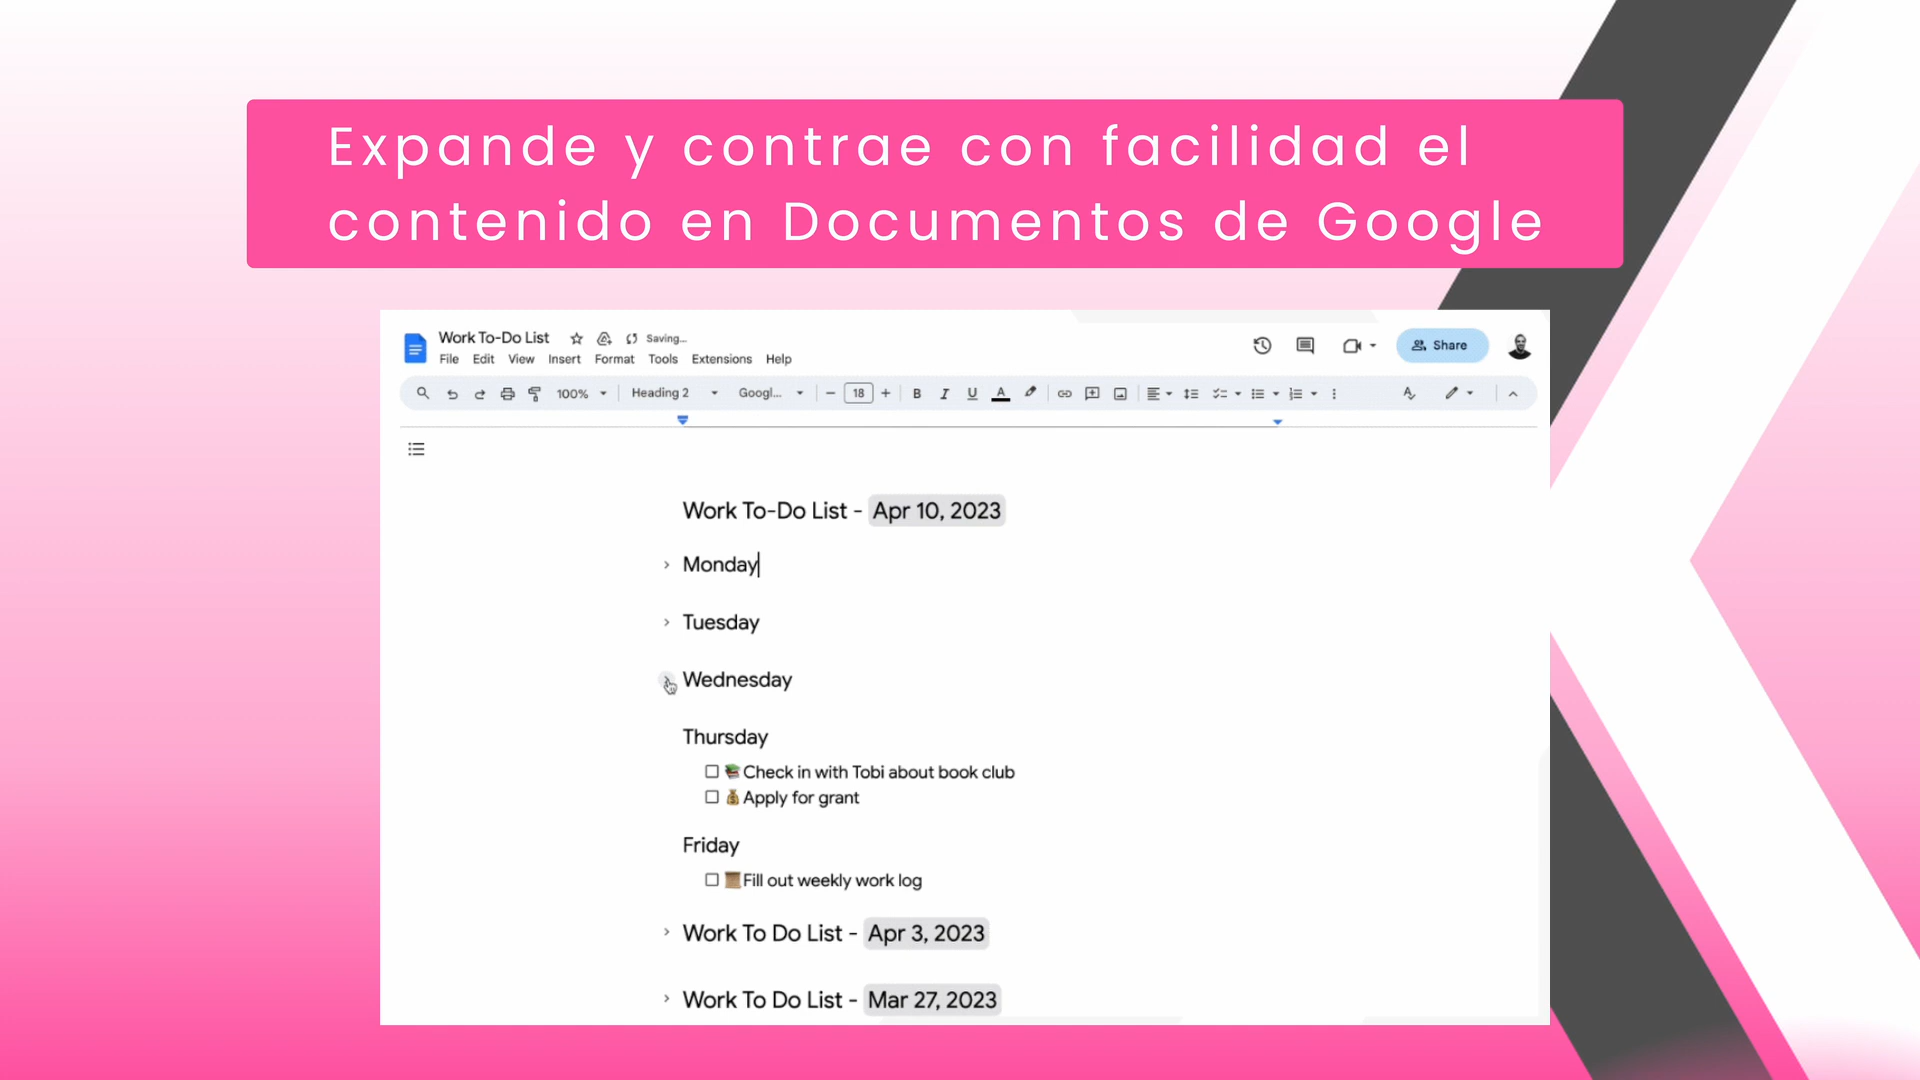 Expande y contrae con facilidad el
contenido en Documentos de Google
Work To-Do List Saving...
File Edit View Insert Format Tools Extensions Help
Share
100% Heading 2 Googl... − 18 + B I U A
Work To-Do List - Apr 10, 2023
Monday
Tuesday
Wednesday
Thursday
Check in with Tobi about book club
Apply for grant
Friday
Fill out weekly work log
Work To Do List - Apr 3, 2023
Work To Do List - Mar 27, 2023